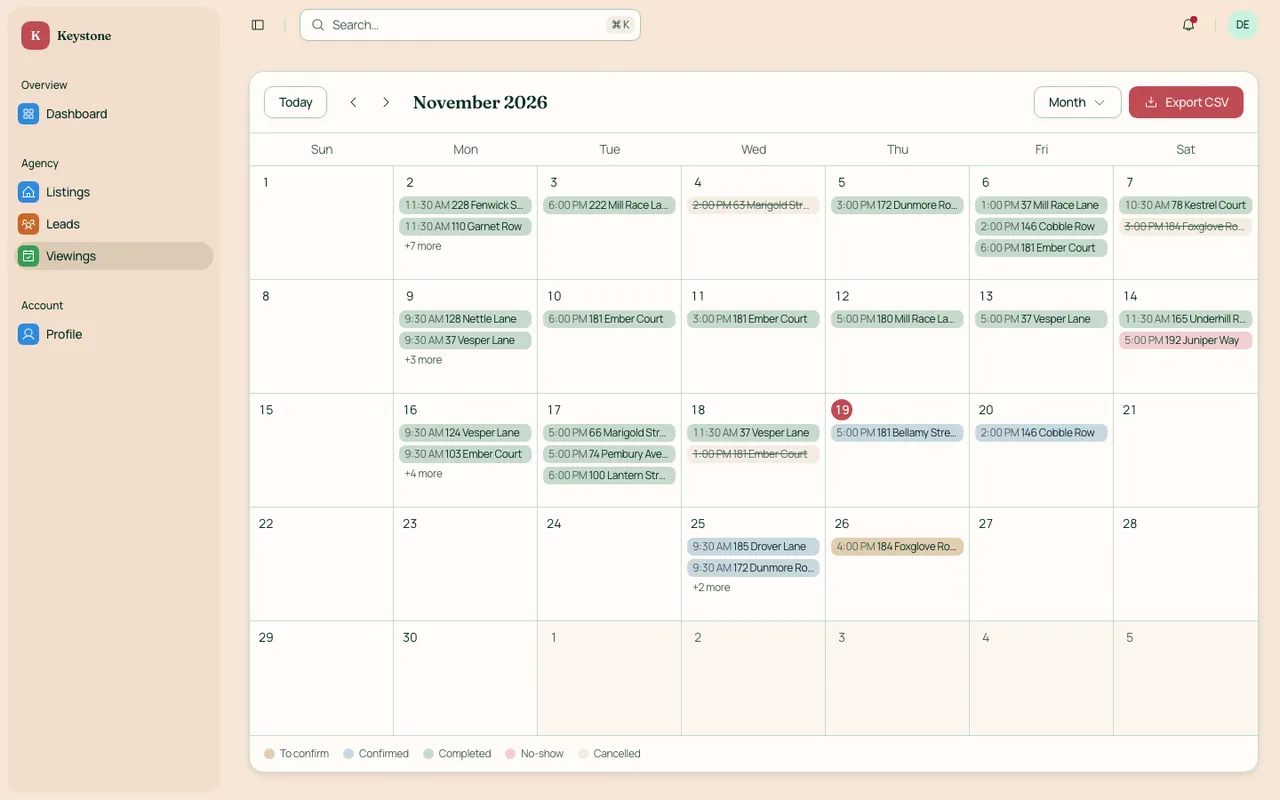 K Keystone
Search...
⌘ K
DE
Overview
Dashboard
Agency
Listings
Leads
Viewings
Account
Profile
Today
November 2026
Month
Export CSV
Sun Mon Tue Wed Thu Fri Sat
1
2
11:30 AM 228 Fenwick S...
11:30 AM 110 Garnet Row
+7 more
3
6:00 PM 222 Mill Race La...
4
2:00 PM 63 Marigold Str...
5
3:00 PM 172 Dunmore Ro...
6
1:00 PM 37 Mill Race Lane
2:00 PM 146 Cobble Row
6:00 PM 181 Ember Court
7
10:30 AM 78 Kestrel Court
3:00 PM 184 Foxglove Ro...
8
9
9:30 AM 128 Nettle Lane
9:30 AM 37 Vesper Lane
+3 more
10
6:00 PM 181 Ember Court
11
3:00 PM 181 Ember Court
12
5:00 PM 180 Mill Race La...
13
5:00 PM 37 Vesper Lane
14
11:30 AM 165 Underhill R...
5:00 PM 192 Juniper Way
15
16
9:30 AM 124 Vesper Lane
9:30 AM 103 Ember Court
+4 more
17
5:00 PM 66 Marigold Str...
5:00 PM 74 Pembury Ave...
6:00 PM 100 Lantern Str...
18
11:30 AM 37 Vesper Lane
1:00 PM 181 Ember Court
19
5:00 PM 181 Bellamy Stre...
20
2:00 PM 146 Cobble Row
21
22
23
24
25
9:30 AM 185 Drover Lane
9:30 AM 172 Dunmore Ro...
+2 more
26
4:00 PM 184 Foxglove Ro...
27
28
29
30
1
2
3
4
5
To confirm
Confirmed
Completed
No-show
Cancelled